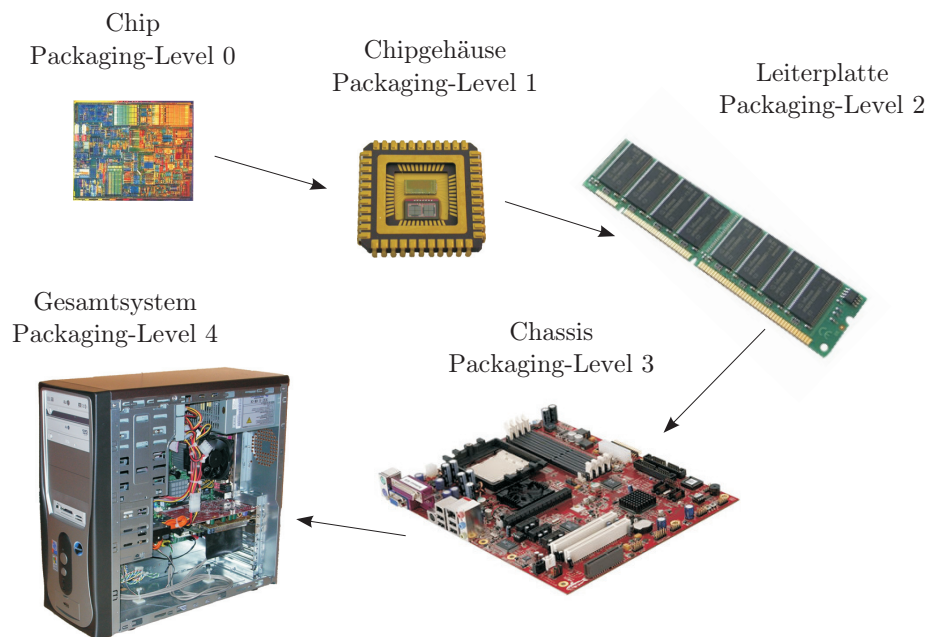 Chip
Packaging-Level 0
Chipgehäuse
Packaging-Level 1
Leiterplatte
Packaging-Level 2
Chassis
Packaging-Level 3
Gesamtsystem
Packaging-Level 4